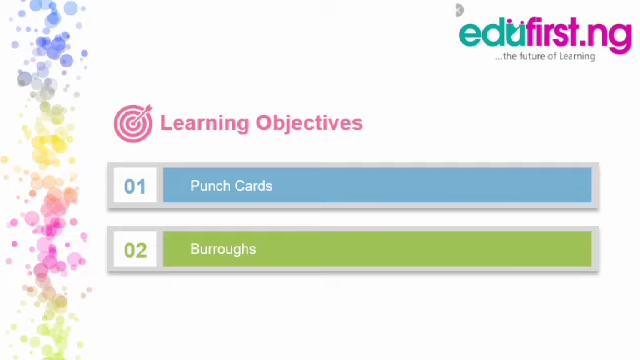 edufirst.ng
...the future of Learning
Learning Objectives
01 Punch Cards
02 Burroughs